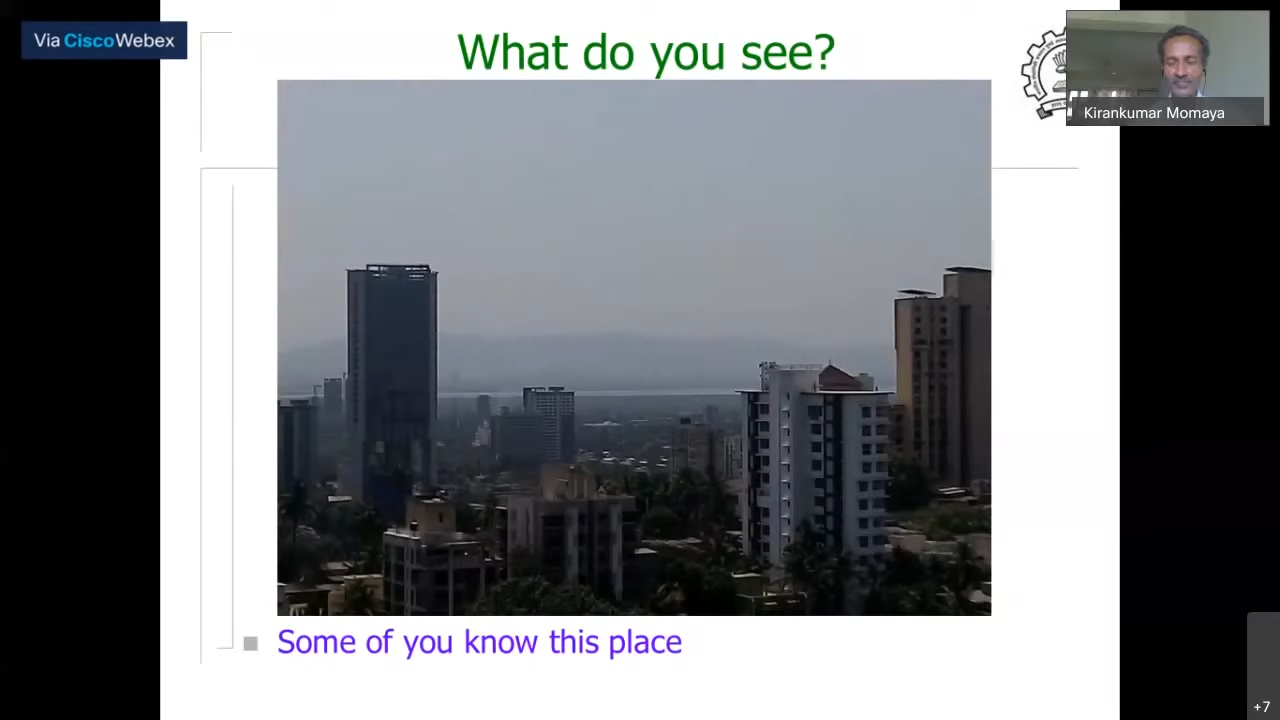 Via CiscoWebex
What do you see?
Kirankumar Momaya
Some of you know this place
+7